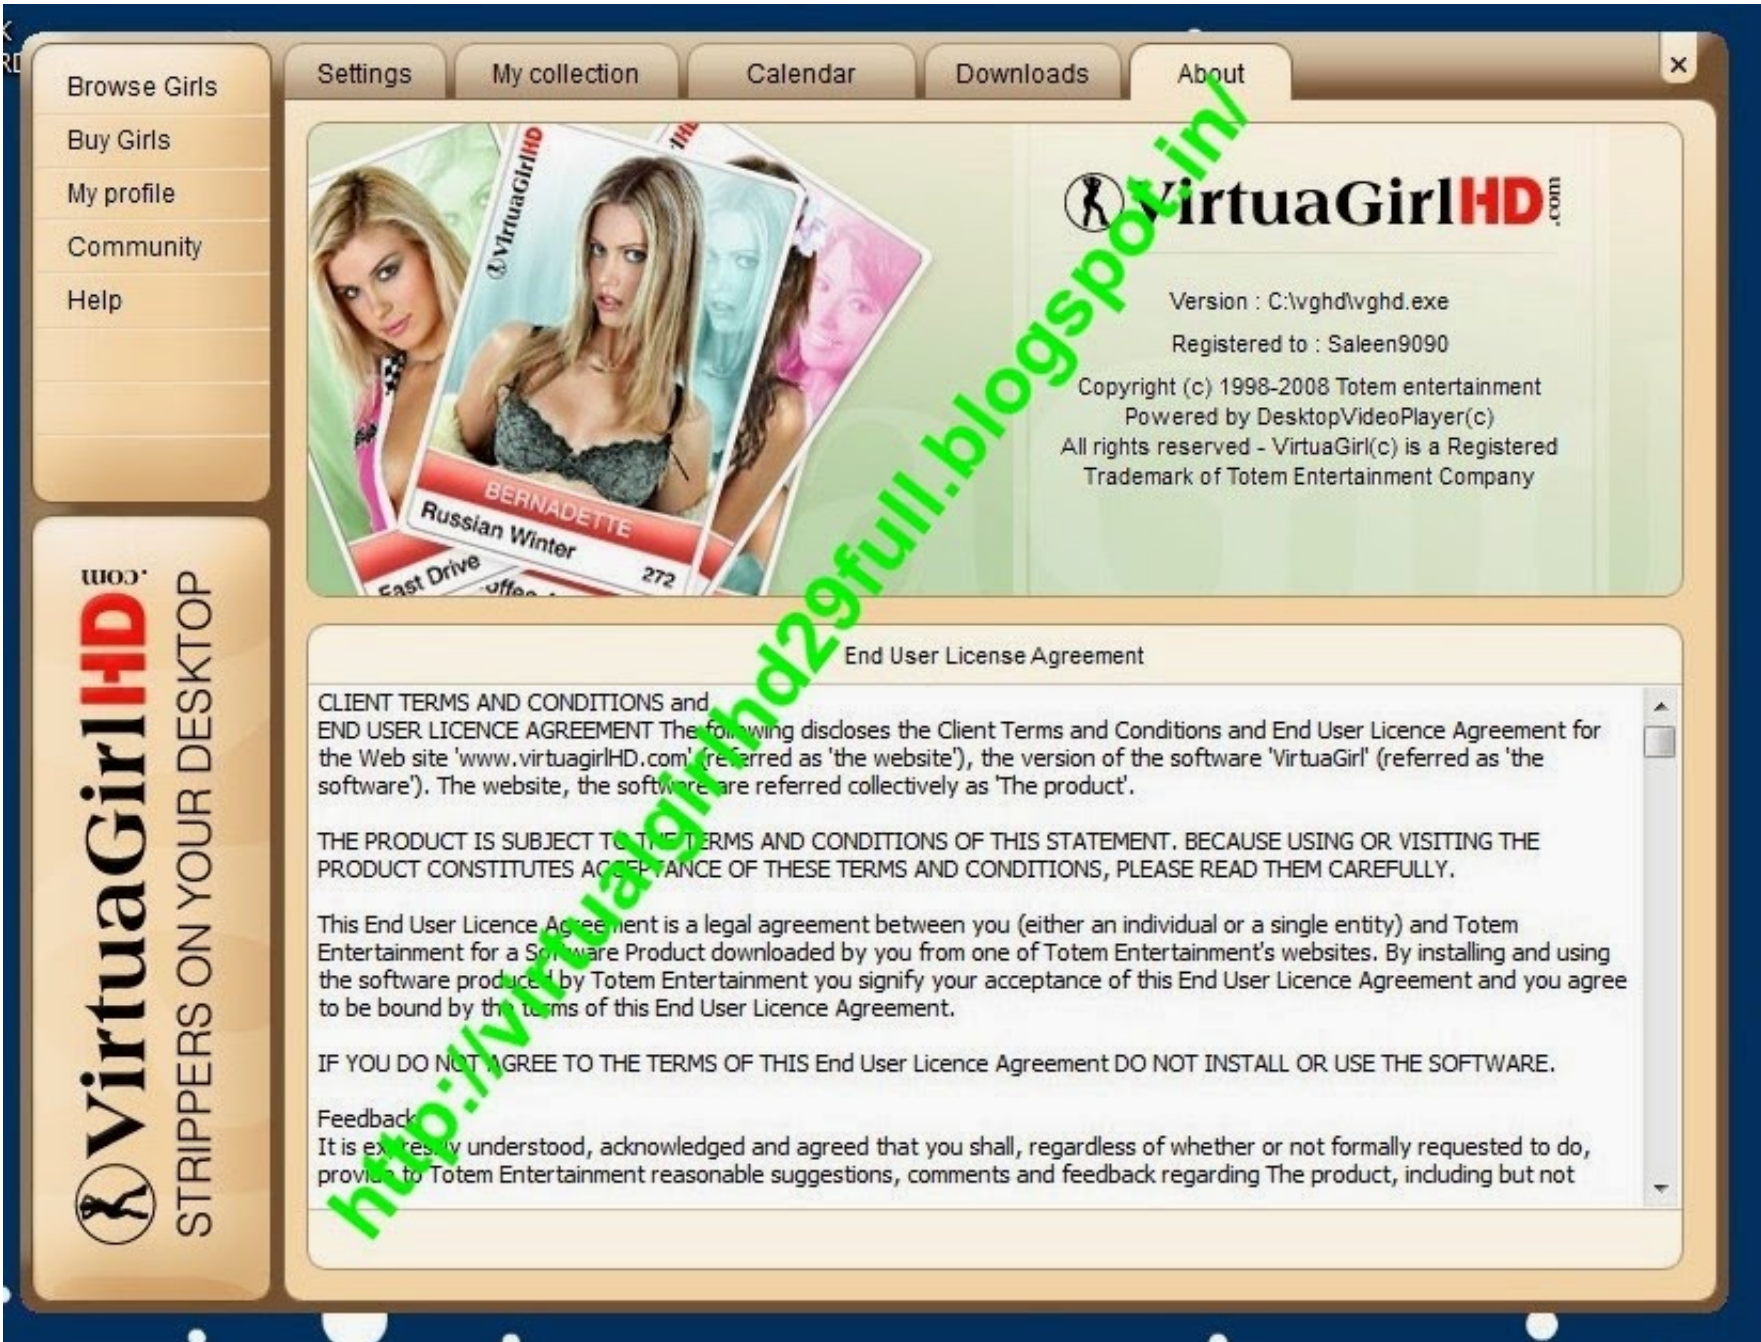 Browse Girls
Buy Girls
My profile
Community
Help
Settings
My collection
Calendar
Downloads
About
VirtuaGirlHD
HD
BERNADETTE
Russian Winter
272
East Drive
VirtuaGirlHD.com
Version : C:\vghd\vghd.exe
Registered to : Saleen9090
Copyright (c) 1998-2008 Totem entertainment
Powered by DesktopVideoPlayer(c)
All rights reserved - VirtuaGirl(c) is a Registered
Trademark of Totem Entertainment Company
VirtuaGirlHD.com
STRIPPERS ON YOUR DESKTOP
End User License Agreement
CLIENT TERMS AND CONDITIONS and
END USER LICENCE AGREEMENT The following discloses the Client Terms and Conditions and End User Licence Agreement for
the Web site 'www.virtuagirlHD.com' (referred as 'the website'), the version of the software 'VirtuaGirl' (referred as 'the
software'). The website, the software are referred collectively as 'The product'.
THE PRODUCT IS SUBJECT TO THE TERMS AND CONDITIONS OF THIS STATEMENT. BECAUSE USING OR VISITING THE
PRODUCT CONSTITUTES ACCEPTANCE OF THESE TERMS AND CONDITIONS, PLEASE READ THEM CAREFULLY.
This End User Licence Agreement is a legal agreement between you (either an individual or a single entity) and Totem
Entertainment for a Software Product downloaded by you from one of Totem Entertainment's websites. By installing and using
the software produced by Totem Entertainment you signify your acceptance of this End User Licence Agreement and you agree
to be bound by the terms of this End User Licence Agreement.
IF YOU DO NOT AGREE TO THE TERMS OF THIS End User Licence Agreement DO NOT INSTALL OR USE THE SOFTWARE.
Feedback
It is expressly understood, acknowledged and agreed that you shall, regardless of whether or not formally requested to do,
provide to Totem Entertainment reasonable suggestions, comments and feedback regarding The product, including but not
http://virtualgirlhd29full.blogspot.in/